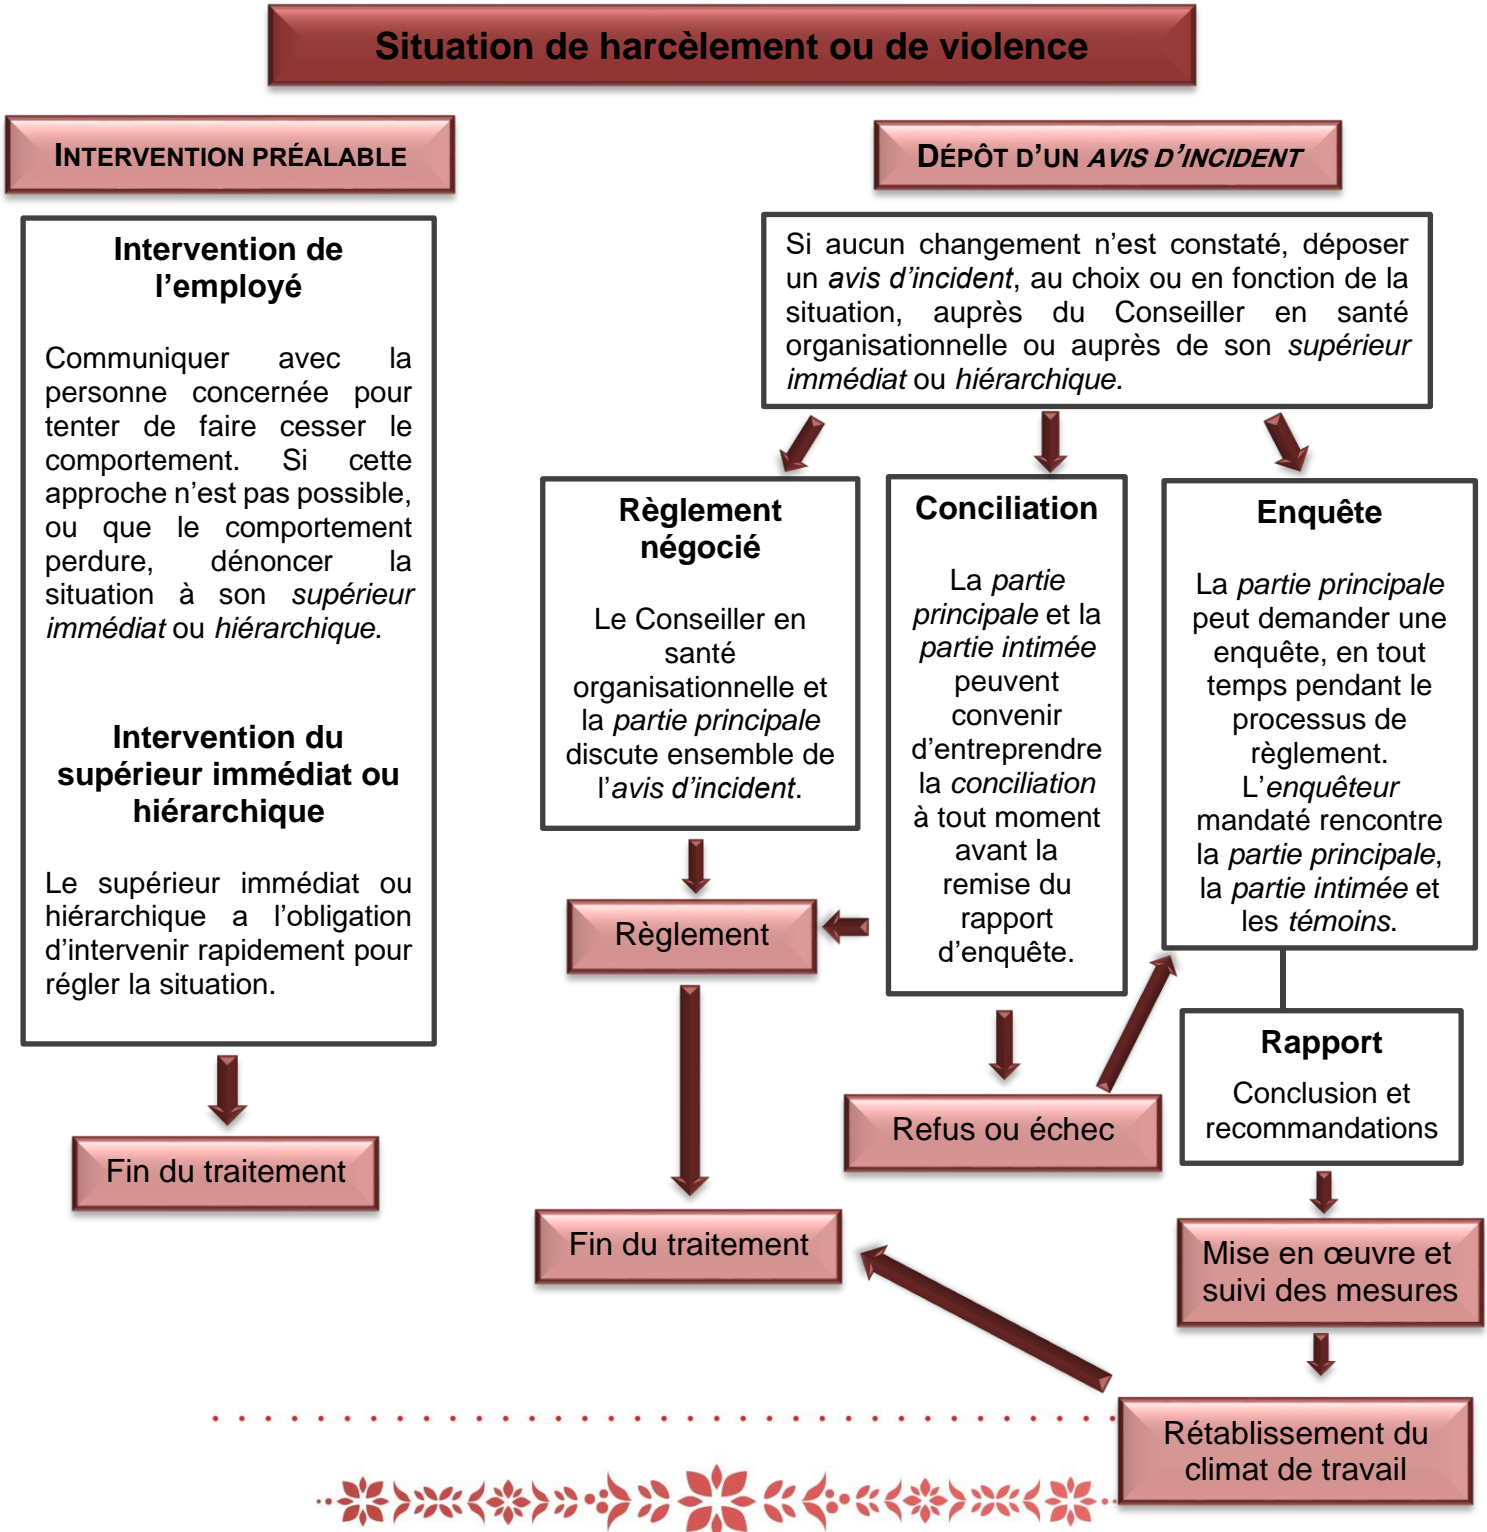 Situation de harcèlement ou de violence
INTERVENTION PRÉALABLE
Intervention de
l’employé
Communiquer avec la
personne concernée pour
tenter de faire cesser le
comportement. Si cette
approche n’est pas possible,
ou que le comportement
perdure, dénoncer la
situation à son supérieur
immédiat ou hiérarchique.
Intervention du
supérieur immédiat ou
hiérarchique
Le supérieur immédiat ou
hiérarchique a l’obligation
d’intervenir rapidement pour
régler la situation.
Fin du traitement
DÉPÔT D’UN AVIS D’INCIDENT
Si aucun changement n’est constaté, déposer
un avis d’incident, au choix ou en fonction de la
situation, auprès du Conseiller en santé
organisationnelle ou auprès de son supérieur
immédiat ou hiérarchique.
Règlement
négocié
Le Conseiller en
santé
organisationnelle et
la partie principale
discute ensemble de
l’avis d’incident.
Règlement
Fin du traitement
Conciliation
La partie
principale et la
partie intimée
peuvent
convenir
d’entreprendre
la conciliation
à tout moment
avant la
remise du
rapport
d’enquête.
Refus ou échec
Enquête
La partie principale
peut demander une
enquête, en tout
temps pendant le
processus de
règlement.
L’enquêteur
mandaté rencontre
la partie principale,
la partie intimée et
les témoins.
Rapport
Conclusion et
recommandations
Mise en œuvre et
suivi des mesures
Rétablissement du
climat de travail